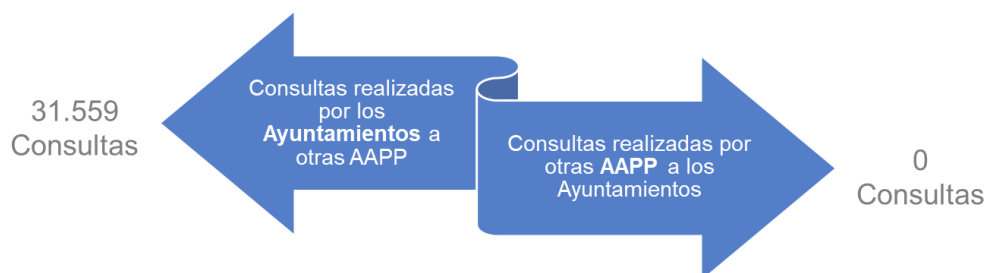 31.559
Consultas
Consultas realizadas
por los
Ayuntamientos a
otras AAPP
Consultas realizadas por
otras AAPP a los
Ayuntamientos
0
Consultas